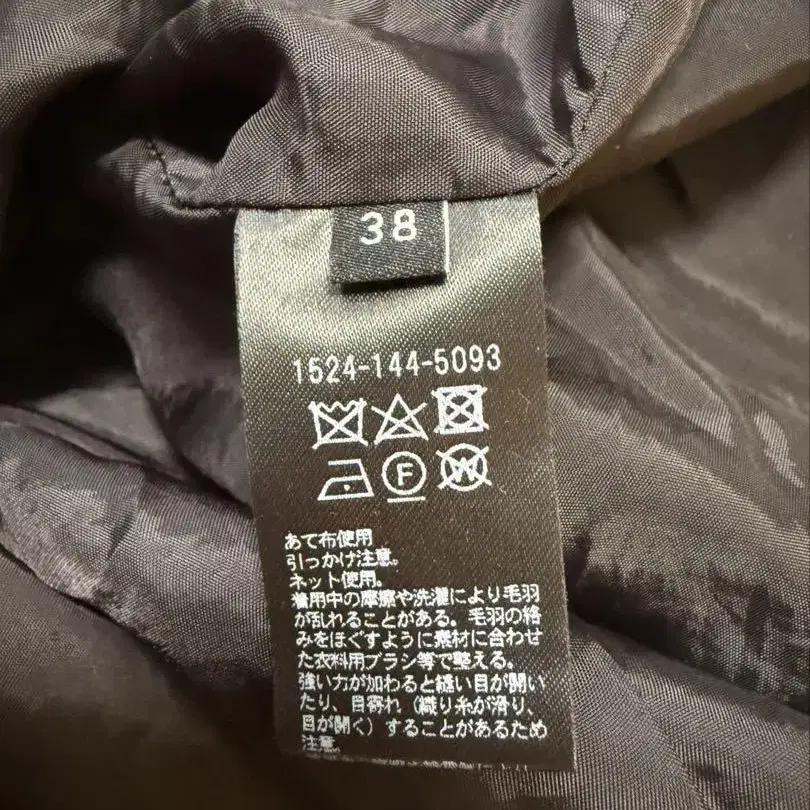 38
1524-144-5093
F
W
あて布使用
引っかけ注意。
ネット使用。
着用中の摩擦や洗濯により毛羽
が乱れることがある。毛羽の絡
みをほぐすように素材に合わせ
た衣料用ブラシ等で整える。
強い力が加わると縫い目が開い
たり、目寄れ（織り糸が滑り、
目が開く）することがあるため
注意。